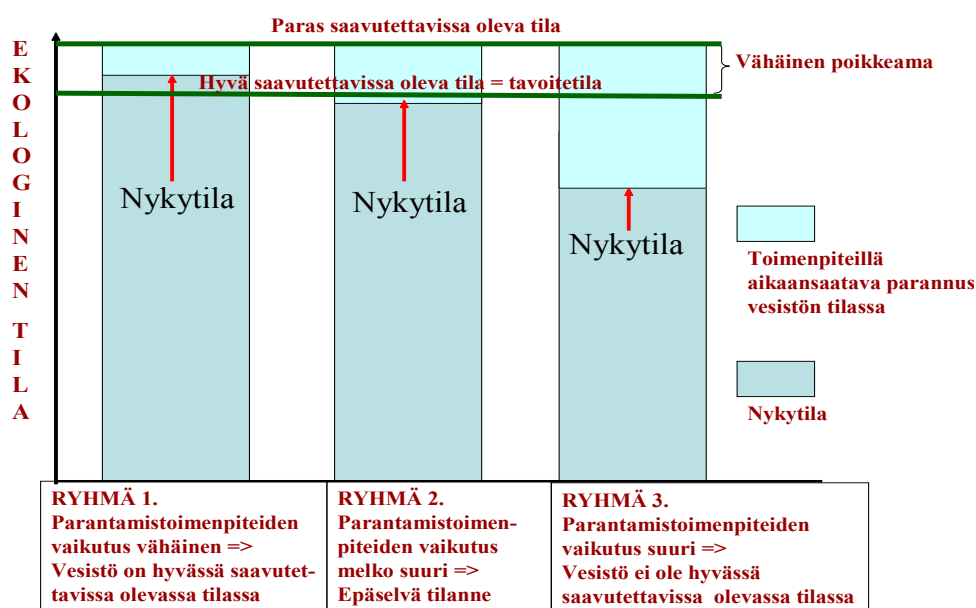 Paras saavutettavissa oleva tila
EKOLOGINEN TILA
Vähäinen poikkeama
Hyvä saavutettavissa oleva tila = tavoitetila
Nykytila
Nykytila
Nykytila
Toimenpiteillä
aikaansaatava parannus
vesistön tilassa
Nykytila
RYHMÄ 1.
Parantamistoimenpiteiden
vaikutus vähäinen =>
Vesistö on hyvässä saavutet-
tavissa olevassa tilassa
RYHMÄ 2.
Parantamistoimen-
piteiden vaikutus
melko suuri =>
Epäselvä tilanne
RYHMÄ 3.
Parantamistoimenpiteiden
vaikutus suuri =>
Vesistö ei ole hyvässä
saavutettavissa olevassa tilassa